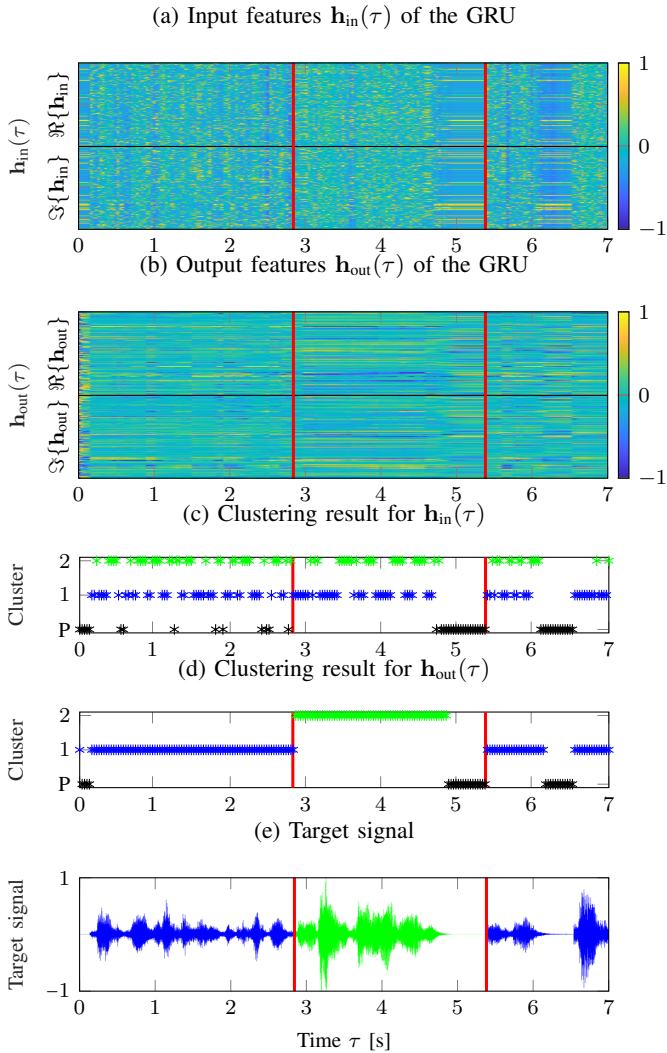 (a) Input features h_in(τ) of the GRU
h_in(τ)
ℜ{h_in}
ℑ{h_in}
1
0
−1
0 1 2 3 4 5 6 7
(b) Output features h_out(τ) of the GRU
h_out(τ)
ℜ{h_out}
ℑ{h_out}
1
0
−1
0 1 2 3 4 5 6 7
(c) Clustering result for h_in(τ)
Cluster
2
1
P
0 1 2 3 4 5 6 7
(d) Clustering result for h_out(τ)
Cluster
2
1
P
0 1 2 3 4 5 6 7
(e) Target signal
Target signal
1
−1
0 1 2 3 4 5 6 7
Time τ [s]